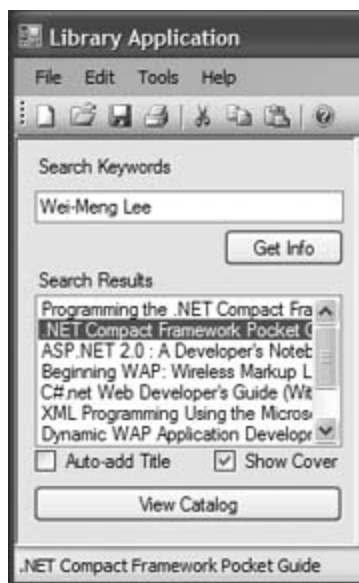 Library Application
File Edit Tools Help
Search Keywords
Wei-Meng Lee
Get Info
Search Results
Programming the .NET Compact Fra
.NET Compact Framework Pocket G
ASP.NET 2.0 : A Developer's Noteb
Beginning WAP: Wireless Markup L
C#.net Web Developer's Guide (Wit
XML Programming Using the Micros
Dynamic WAP Application Developr
Auto-add Title Show Cover
View Catalog
.NET Compact Framework Pocket Guide